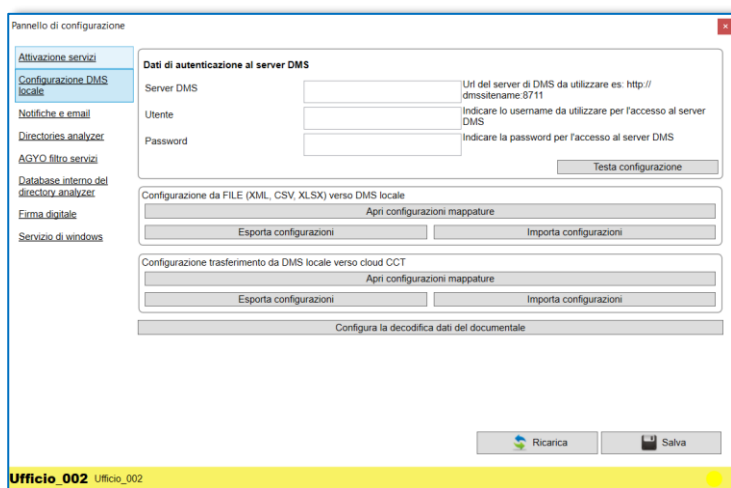 Pannello di configurazione
Attivazione servizi
Configurazione DMS
locale
Notifiche e email
Directories analyzer
AGYO filtro servizi
Database interno del
directory analyzer
Firma digitale
Servizio di windows
Dati di autenticazione al server DMS
Server DMS
Url del server di DMS da utilizzare es: http://
dmssitename:8711
Utente
Indicare lo username da utilizzare per l'accesso al server
DMS
Password
Indicare la password per l'accesso al server DMS
Testa configurazione
Configurazione da FILE (XML, CSV, XLSX) verso DMS locale
Apri configurazioni mappature
Esporta configurazioni
Importa configurazioni
Configurazione trasferimento da DMS locale verso cloud CCT
Apri configurazioni mappature
Esporta configurazioni
Importa configurazioni
Configura la decodifica dati del documentale
Ricarica
Salva
Ufficio_002 Ufficio_002